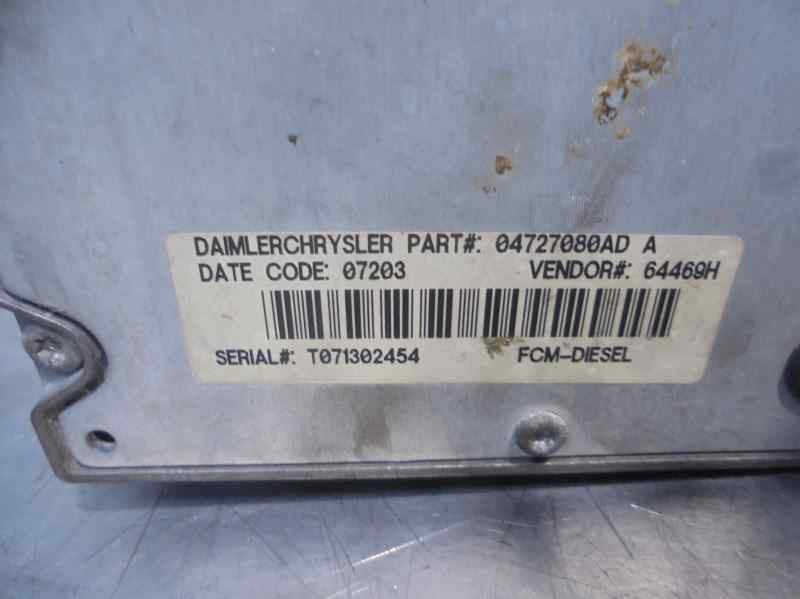 DAIMLERCHRYSLER PART#: 04727080AD A
DATE CODE: 07203 VENDOR#: 64469H
SERIAL#: T071302454 FCM-DIESEL